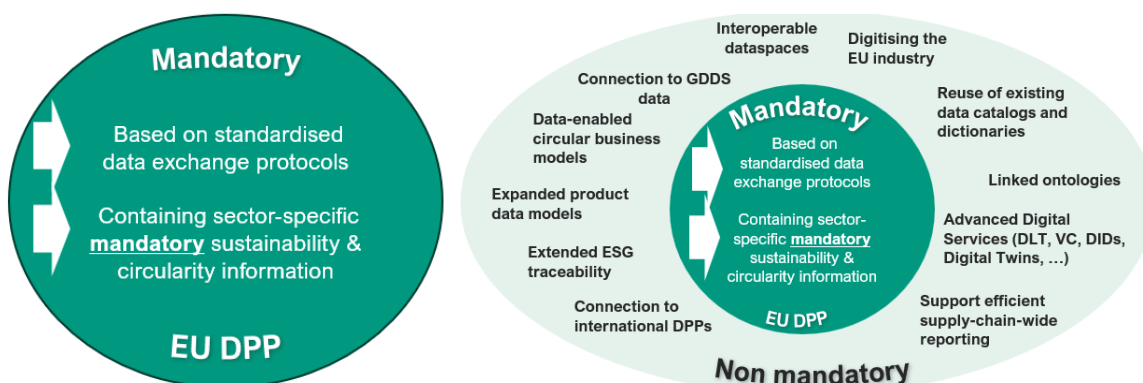 Mandatory
Based on standardised
data exchange protocols
Containing sector-specific
mandatory sustainability &
circularity information
EU DPP
Interoperable
dataspaces
Digitising the
EU industry
Connection to GDDS
data
Reuse of existing
data catalogs and
dictionaries
Data-enabled
circular business
models
Linked ontologies
Expanded product
data models
Advanced Digital
Services (DLT, VC, DIDs,
Digital Twins, …)
Extended ESG
traceability
Support efficient
supply-chain-wide
reporting
Connection to
international DPPs
Mandatory
Based on
standardised data
exchange protocols
Containing sector-
specific mandatory
sustainability &
circularity information
EU DPP
Non mandatory